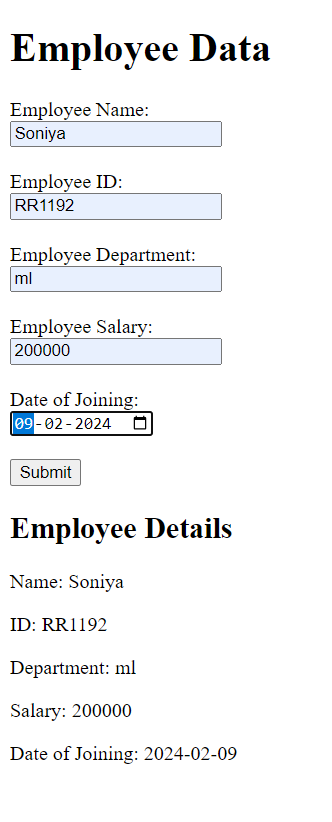 Employee Data
Employee Name:
Soniya
Employee ID:
RR1192
Employee Department:
ml
Employee Salary:
200000
Date of Joining:
09-02-2024
Submit
Employee Details
Name: Soniya
ID: RR1192
Department: ml
Salary: 200000
Date of Joining: 2024-02-09